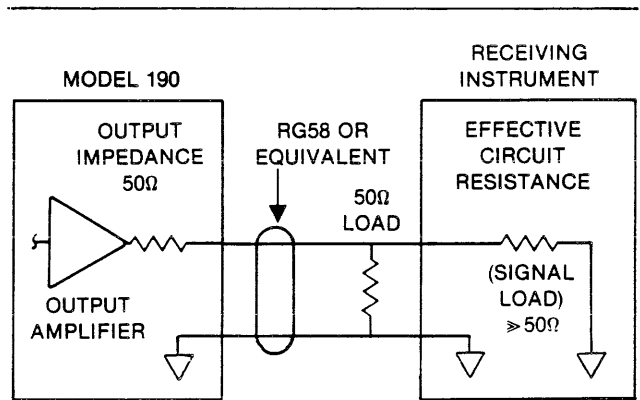 MODEL 190
OUTPUT
IMPEDANCE
50Ω
OUTPUT
AMPLIFIER
RG58 OR
EQUIVALENT
50Ω
LOAD
RECEIVING
INSTRUMENT
EFFECTIVE
CIRCUIT
RESISTANCE
(SIGNAL
LOAD)
≫50Ω